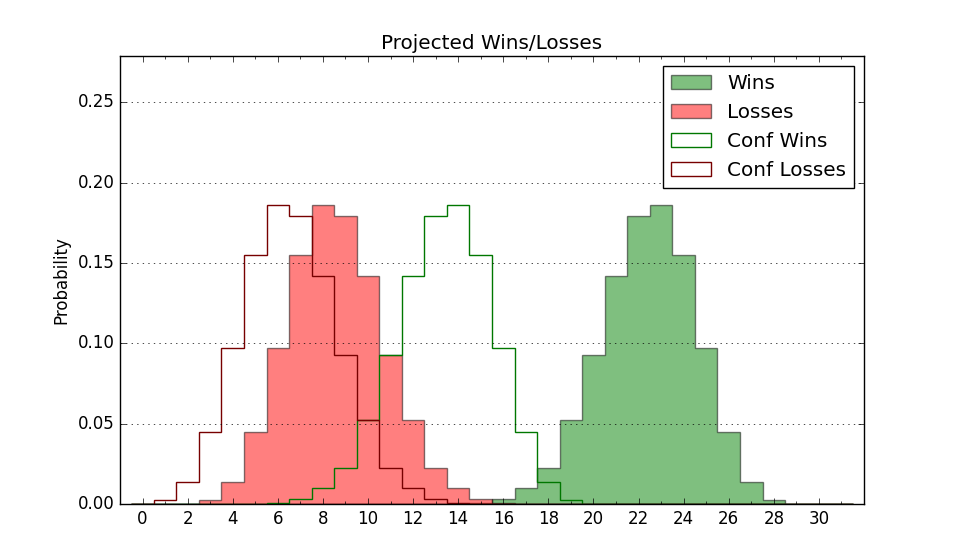 Projected Wins/Losses
Wins
Losses
Conf Wins
Conf Losses
Probability
0.25
0.20
0.15
0.10
0.05
0.00
0 2 4 6 8 10 12 14 16 18 20 22 24 26 28 30